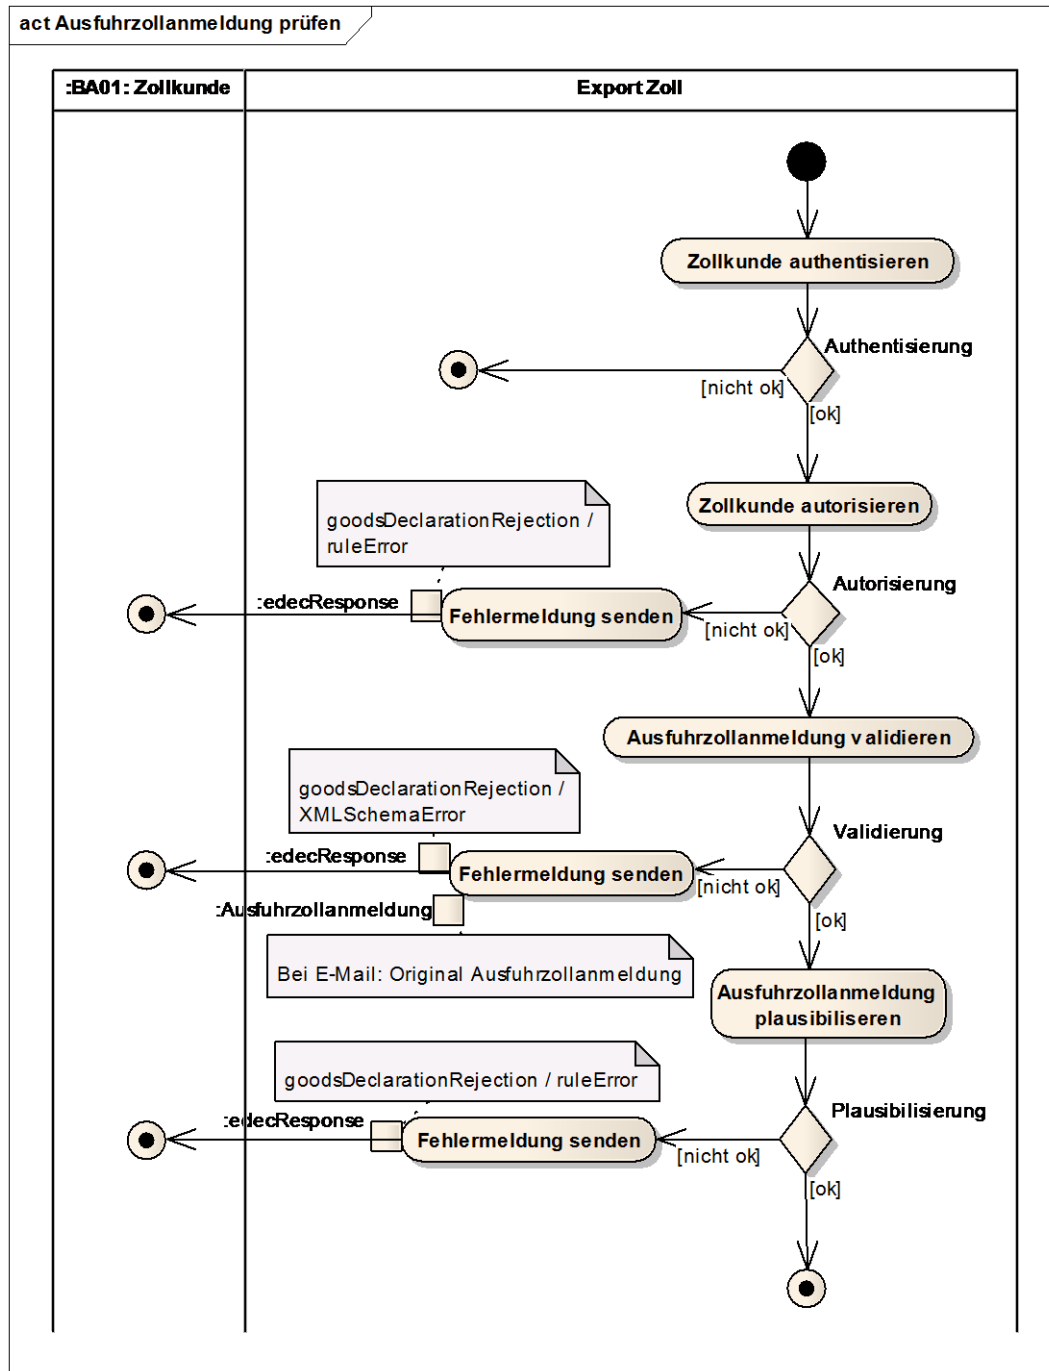 act Ausfuhrzollanmeldung prüfen
:BA01: Zollkunde
Export Zoll
Zollkunde authentisieren
Authentisierung
[nicht ok]
[ok]
Zollkunde autorisieren
goodsDeclarationRejection /
ruleError
Autorisierung
:edecResponse
Fehlermeldung senden
[nicht ok]
[ok]
Ausfuhrzollanmeldung validieren
goodsDeclarationRejection /
XMLSchemaError
Validierung
:edecResponse
Fehlermeldung senden
[nicht ok]
:Ausfuhrzollanmeldung
[ok]
Bei E-Mail: Original Ausfuhrzollanmeldung
Ausfuhrzollanmeldung
plausibiliseren
goodsDeclarationRejection / ruleError
Plausibilisierung
:edecResponse
Fehlermeldung senden
[nicht ok]
[ok]